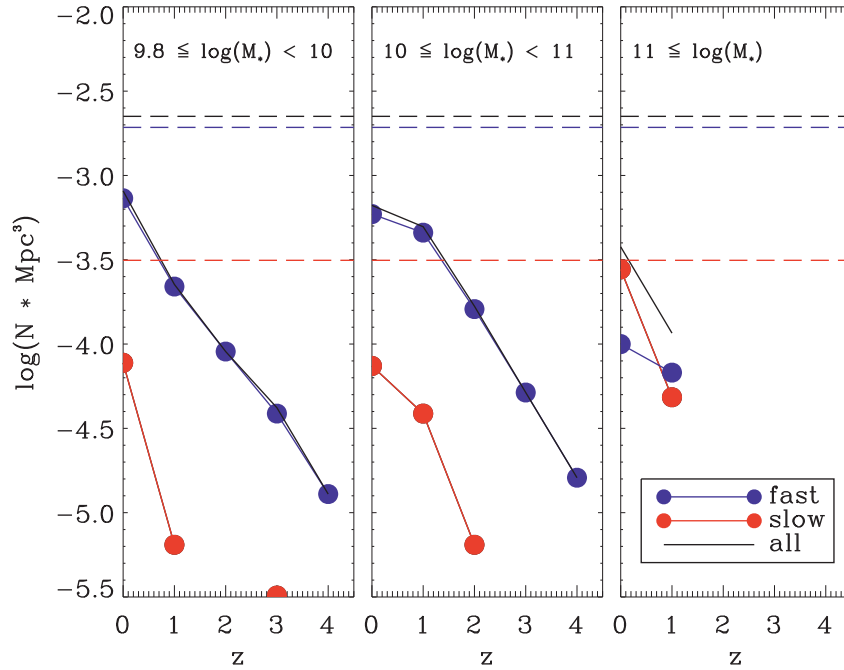 9.8 ≦ log(M*) < 10
10 ≦ log(M*) < 11
11 ≦ log(M*)
log(N * Mpc³)
−2.0
−2.5
−3.0
−3.5
−4.0
−4.5
−5.0
−5.5
fast
slow
all
0 1 2 3 4
0 1 2 3 4
0 1 2 3 4
z
z
z